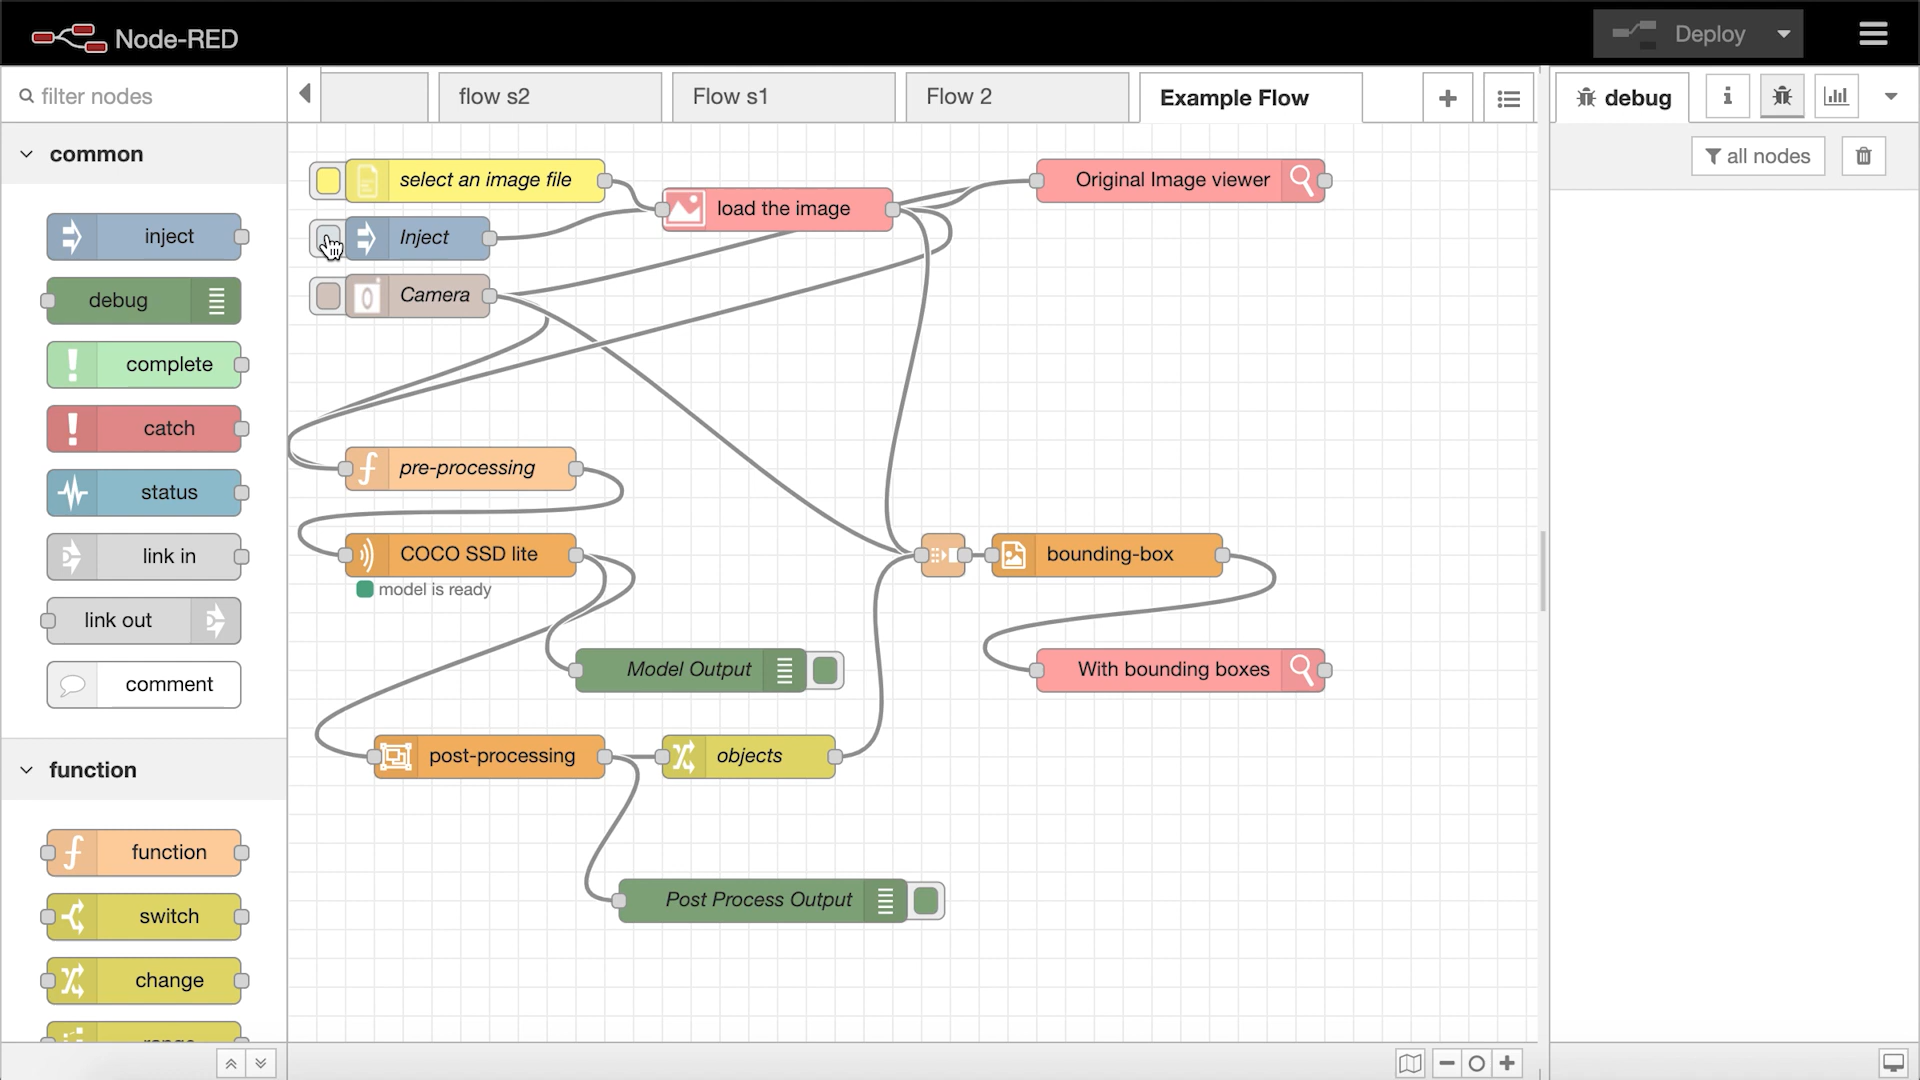 Node-RED
Deploy
filter nodes
flow s2
Flow s1
Flow 2
Example Flow
debug
i
all nodes
common
inject
debug
complete
catch
status
link in
link out
comment
function
function
switch
change
select an image file
Inject
Camera
load the image
Original Image viewer
pre-processing
COCO SSD lite
model is ready
bounding-box
Model Output
With bounding boxes
post-processing
objects
Post Process Output